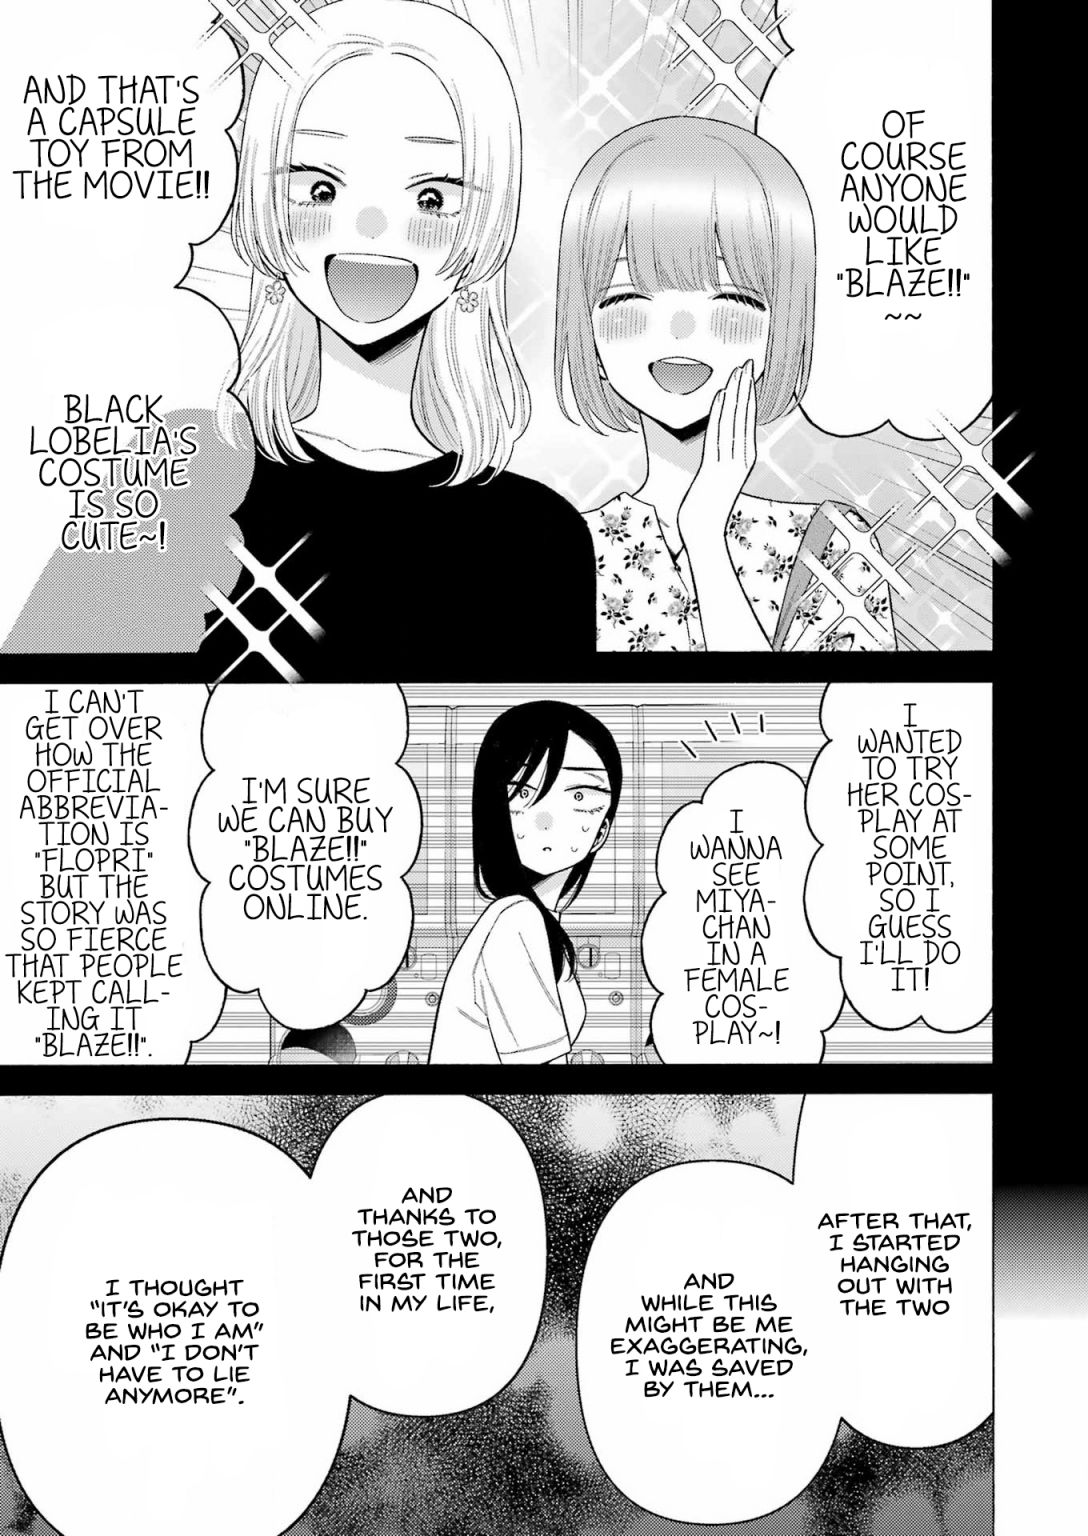 OF
COURSE
ANYONE
WOULD
LIKE
"BLAZE!!"
~~
AND THAT'S
A CAPSULE
TOY FROM
THE MOVIE!!
BLACK
LOBELIA'S
COSTUME
IS SO
CUTE~!
I
WANTED
TO TRY
HER COS-
PLAY AT
SOME
POINT,
SO I
GUESS
I'LL DO
IT!
I
WANNA
SEE
MIYA-
CHAN
IN A
FEMALE
COS-
PLAY~!
I'M SURE
WE CAN BUY
"BLAZE!!"
COSTUMES
ONLINE.
I CAN'T
GET OVER
HOW THE
OFFICIAL
ABBREVIA-
TION IS
"FLOPRI"
BUT THE
STORY WAS
SO FIERCE
THAT PEOPLE
KEPT CALL-
ING IT
"BLAZE!!".
AFTER THAT,
I STARTED
HANGING
OUT WITH
THE TWO
AND
WHILE THIS
MIGHT BE ME
EXAGGERATING,
I WAS SAVED
BY THEM...
AND
THANKS TO
THOSE TWO,
FOR THE
FIRST TIME
IN MY LIFE,
I THOUGHT
"IT'S OKAY TO
BE WHO I AM"
AND "I DON'T
HAVE TO LIE
ANYMORE".